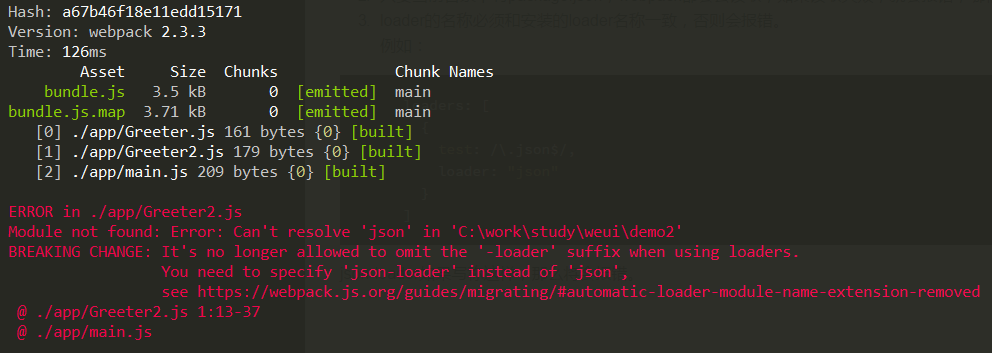 Hash: a67b46f18e11edd15171
Version: webpack 2.3.3
Time: 126ms
Asset Size Chunks Chunk Names
bundle.js 3.5 kB 0 [emitted] main
bundle.js.map 3.71 kB 0 [emitted] main
[0] ./app/Greeter.js 161 bytes {0} [built]
[1] ./app/Greeter2.js 179 bytes {0} [built]
[2] ./app/main.js 209 bytes {0} [built]
ERROR in ./app/Greeter2.js
Module not found: Error: Can't resolve 'json' in 'C:\work\study\weui\demo2'
BREAKING CHANGE: It's no longer allowed to omit the '-loader' suffix when using loaders.
You need to specify 'json-loader' instead of 'json',
see https://webpack.js.org/guides/migrating/#automatic-loader-module-name-extension-removed
@ ./app/Greeter2.js 1:13-37
@ ./app/main.js